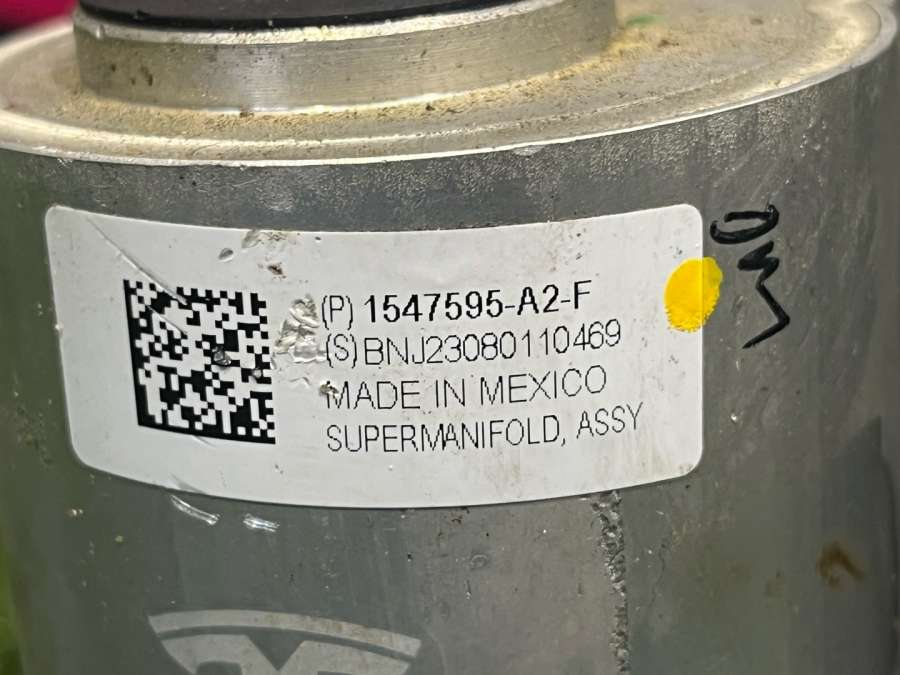 (P) 1547595-A2-F
(S) BNJ23080110469
MADE IN MEXICO
SUPERMANIFOLD, ASSY